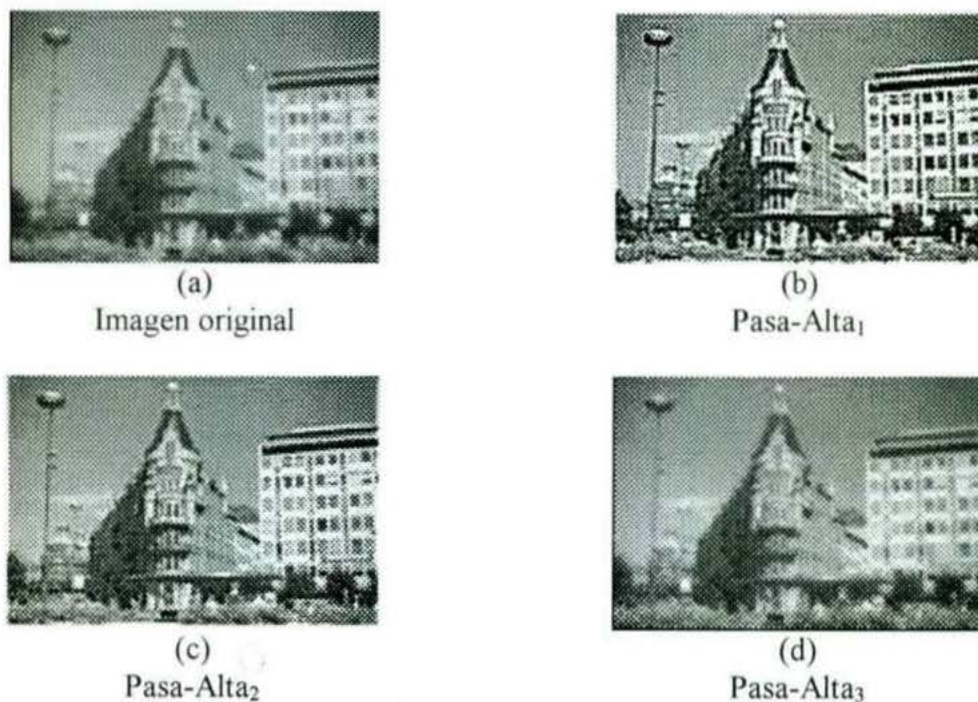 (a)
Imagen original
(b)
Pasa-Alta₁
(c)
Pasa-Alta₂
(d)
Pasa-Alta₃